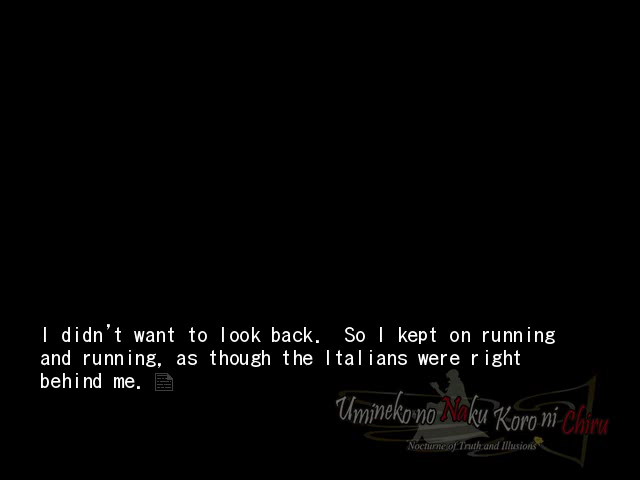 I didn't want to look back.  So I kept on running
and running, as though the Italians were right
behind me.
Umineko no Naku Koro ni Chiru
Nocturne of Truth and Illusions